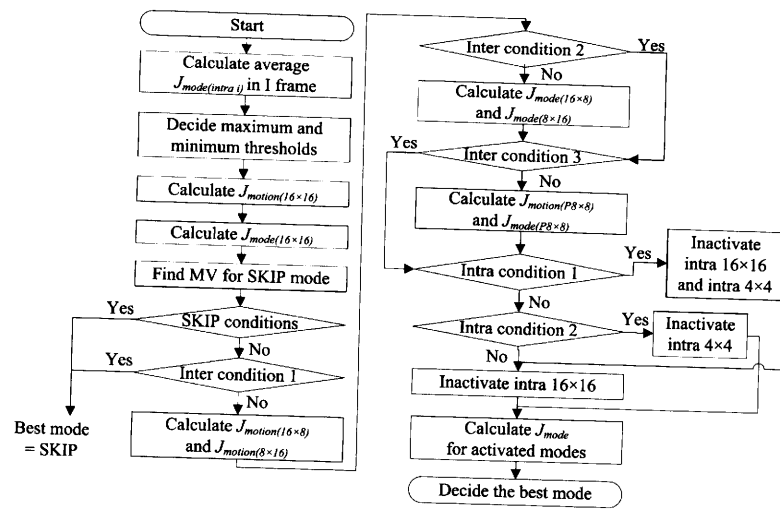 Start
Calculate average
J_mode(intra i) in I frame
Decide maximum and
minimum thresholds
Calculate J_motion(16×16)
Calculate J_mode(16×16)
Find MV for SKIP mode
Yes
SKIP conditions
No
Yes
Inter condition 1
No
Best mode
= SKIP
Calculate J_motion(16×8)
and J_motion(8×16)
Inter condition 2
Yes
No
Calculate J_mode(16×8)
and J_mode(8×16)
Yes
Inter condition 3
No
Calculate J_motion(P8×8)
and J_mode(P8×8)
Intra condition 1
Yes
Inactivate
intra 16×16
and intra 4×4
No
Intra condition 2
Yes
Inactivate
intra 4×4
No
Inactivate intra 16×16
Calculate J_mode
for activated modes
Decide the best mode